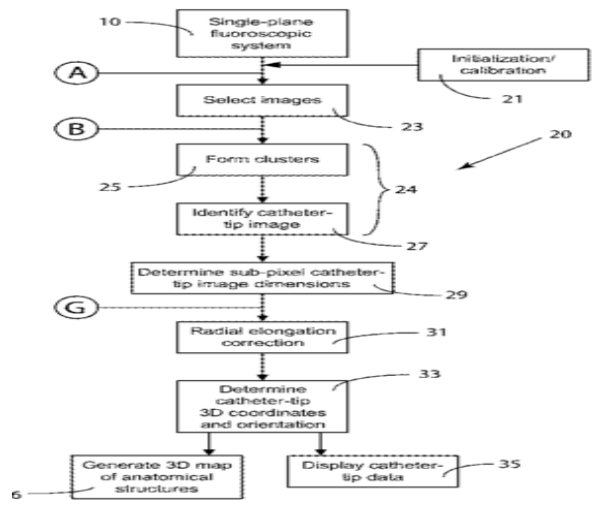 10
Single-plane
fluoroscopic
system
A
Initialization/
calibration
21
Select images
23
B
20
Form clusters
25
24
Identify catheter-
tip image
27
Determine sub-pixel catheter-
tip image dimensions
29
G
Radial elongation
correction
31
33
Determine
catheter-tip
3D coordinates
and orientation
Generate 3D map
of anatomical
structures
6
Display catheter-
tip data
35